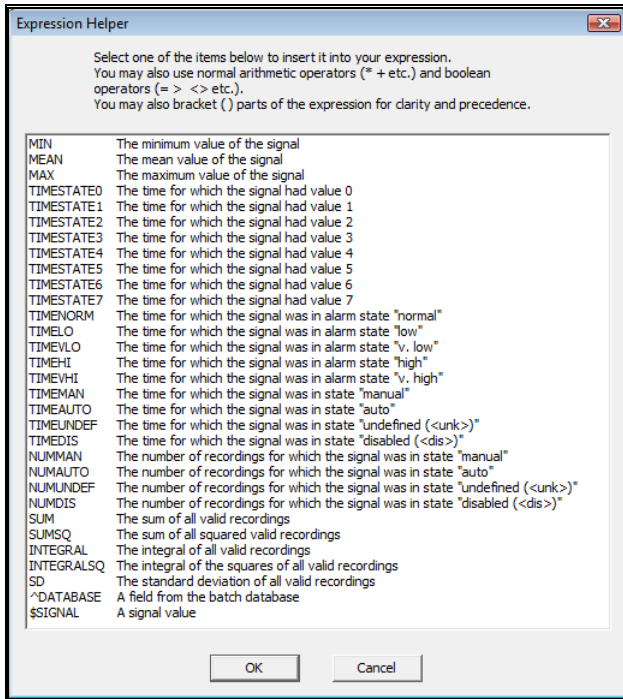 Expression Helper
Select one of the items below to insert it into your expression.
You may also use normal arithmetic operators (* + etc.) and boolean
operators (= > <> etc.).
You may also bracket ( ) parts of the expression for clarity and precedence.
MIN The minimum value of the signal
MEAN The mean value of the signal
MAX The maximum value of the signal
TIMESTATE0 The time for which the signal had value 0
TIMESTATE1 The time for which the signal had value 1
TIMESTATE2 The time for which the signal had value 2
TIMESTATE3 The time for which the signal had value 3
TIMESTATE4 The time for which the signal had value 4
TIMESTATE5 The time for which the signal had value 5
TIMESTATE6 The time for which the signal had value 6
TIMESTATE7 The time for which the signal had value 7
TIMENORM The time for which the signal was in alarm state "normal"
TIMELO The time for which the signal was in alarm state "low"
TIMEVLO The time for which the signal was in alarm state "v. low"
TIMEHI The time for which the signal was in alarm state "high"
TIMEVHI The time for which the signal was in alarm state "v. high"
TIMEMAN The time for which the signal was in state "manual"
TIMEAUTO The time for which the signal was in state "auto"
TIMEUNDEF The time for which the signal was in state "undefined (<unk>)"
TIMEDIS The time for which the signal was in state "disabled (<dis>)"
NUMMAN The number of recordings for which the signal was in state "manual"
NUMAUTO The number of recordings for which the signal was in state "auto"
NUMUNDEF The number of recordings for which the signal was in state "undefined (<unk>)"
NUMDIS The number of recordings for which the signal was in state "disabled (<dis>)"
SUM The sum of all valid recordings
SUMSQ The sum of all squared valid recordings
INTEGRAL The integral of all valid recordings
INTEGRALSQ The integral of the squares of all valid recordings
SD The standard deviation of all valid recordings
^DATABASE A field from the batch database
$SIGNAL A signal value
OK Cancel